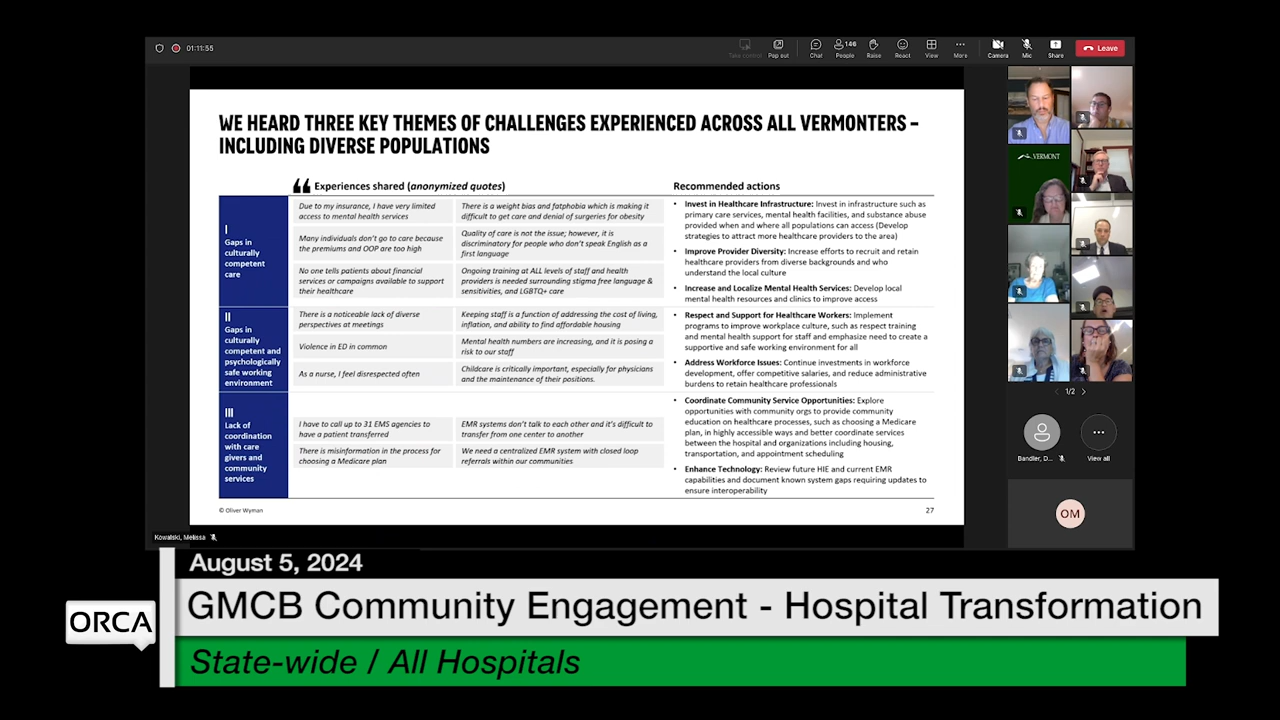 01:11:55
Take control
Pop out
Chat
146
People
Raise
React
View
More
Camera
Mic
Share
Leave
WE HEARD THREE KEY THEMES OF CHALLENGES EXPERIENCED ACROSS ALL VERMONTERS –
INCLUDING DIVERSE POPULATIONS
Experiences shared (anonymized quotes)
Recommended actions
I
Gaps in
culturally
competent
care
Due to my insurance, I have very limited
access to mental health services
There is a weight bias and fatphobia which is making it
difficult to get care and denial of surgeries for obesity
Many individuals don't go to care because
the premiums and OOP are too high
Quality of care is not the issue; however, it is
discriminatory for people who don't speak English as a
first language
No one tells patients about financial
services or campaigns available to support
their healthcare
Ongoing training at ALL levels of staff and health
providers is needed surrounding stigma free language &
sensitivities, and LGBTQ+ care
• Invest in Healthcare Infrastructure: Invest in infrastructure such as
primary care services, mental health facilities, and substance abuse
provided when and where all populations can access (Develop
strategies to attract more healthcare providers to the area)
• Improve Provider Diversity: Increase efforts to recruit and retain
healthcare providers from diverse backgrounds and who
understand the local culture
• Increase and Localize Mental Health Services: Develop local
mental health resources and clinics to improve access
II
Gaps in
culturally
competent and
psychologically
safe working
environment
There is a noticeable lack of diverse
perspectives at meetings
Keeping staff is a function of addressing the cost of living,
inflation, and ability to find affordable housing
Violence in ED in common
Mental health numbers are increasing, and it is posing a
risk to our staff
As a nurse, I feel disrespected often
Childcare is critically important, especially for physicians
and the maintenance of their positions.
• Respect and Support for Healthcare Workers: Implement
programs to improve workplace culture, such as respect training
and mental health support for staff and emphasize need to create a
supportive and safe working environment for all
• Address Workforce Issues: Continue investments in workforce
development, offer competitive salaries, and reduce administrative
burdens to retain healthcare professionals
III
Lack of
coordination
with care
givers and
community
services
I have to call up to 31 EMS agencies to
have a patient transferred
EMR systems don't talk to each other and it's difficult to
transfer from one center to another
There is misinformation in the process for
choosing a Medicare plan
We need a centralized EMR system with closed loop
referrals within our communities
• Coordinate Community Service Opportunities: Explore
opportunities with community orgs to provide community
education on healthcare processes, such as choosing a Medicare
plan, in highly accessible ways and better coordinate services
between the hospital and organizations including housing,
transportation, and appointment scheduling
• Enhance Technology: Review future HIE and current EMR
capabilities and document known system gaps requiring updates to
ensure interoperability
© Oliver Wyman
27
VERMONT
1/2
Bandler, D...
View all
OM
Kowalski, Melissa
August 5, 2024
ORCA
GMCB Community Engagement - Hospital Transformation
State-wide / All Hospitals